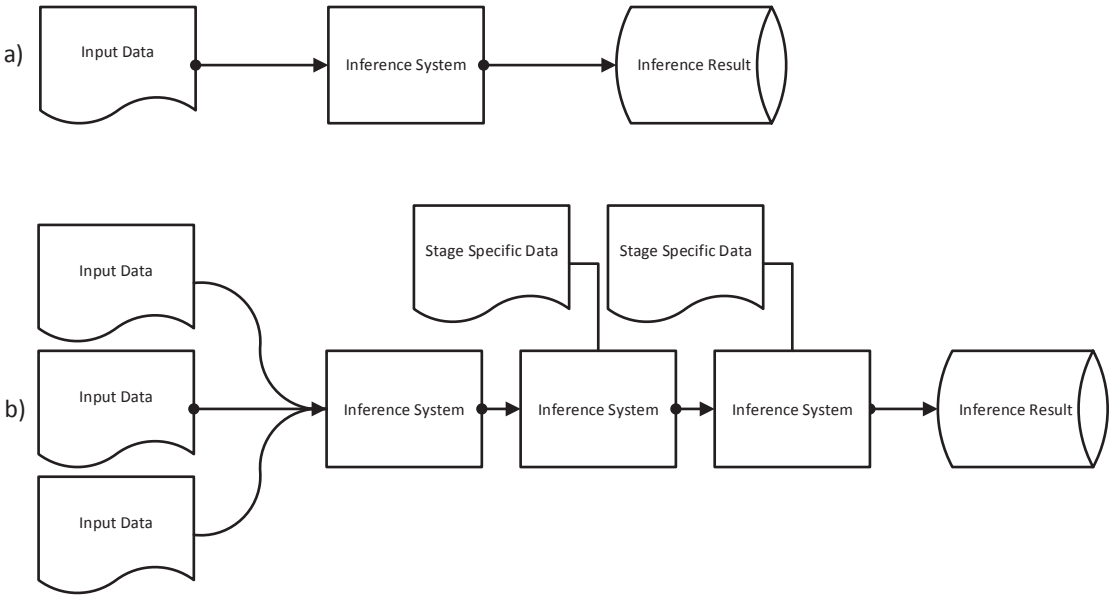 a)
Input Data
Inference System
Inference Result
Stage Specific Data
Stage Specific Data
Input Data
b)
Input Data
Inference System
Inference System
Inference System
Inference Result
Input Data